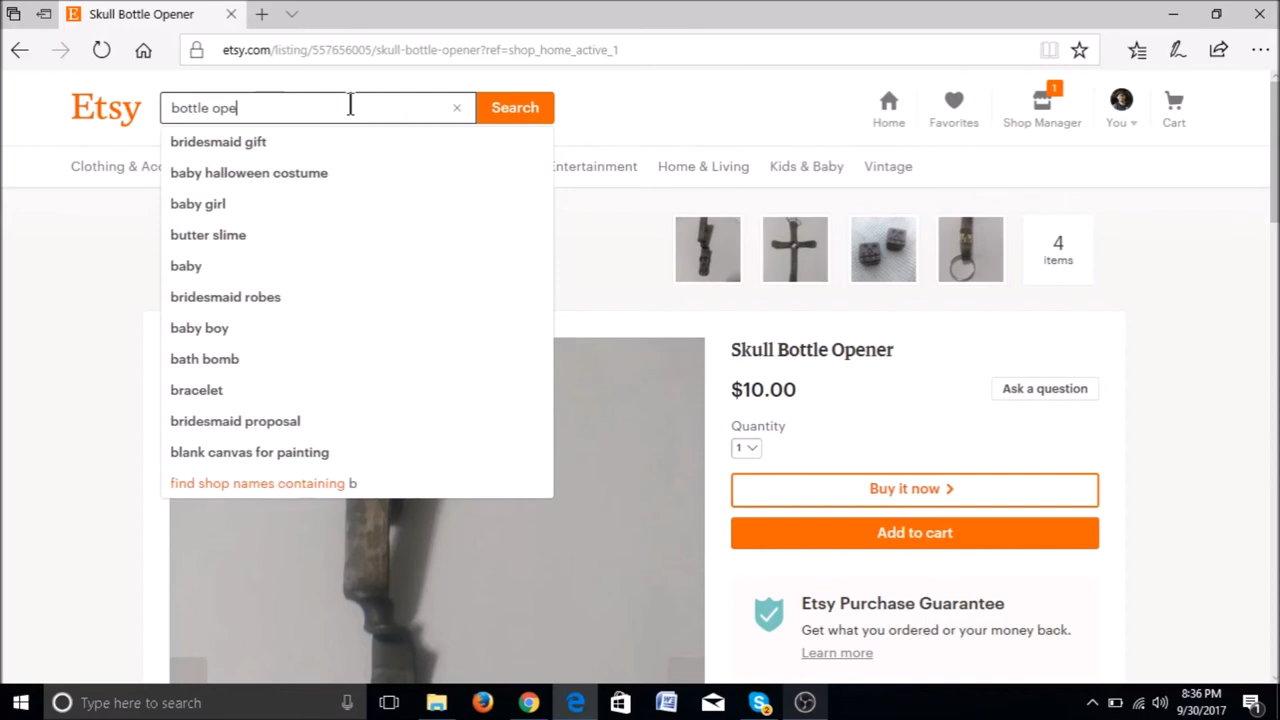 Skull Bottle Opener
etsy.com/listing/557656005/skull-bottle-opener?ref=shop_home_active_1
Etsy
bottle ope
Search
Home
Favorites
1
Shop Manager
You
Cart
Clothing & Acc
Entertainment
Home & Living
Kids & Baby
Vintage
bridesmaid gift
baby halloween costume
baby girl
butter slime
baby
bridesmaid robes
baby boy
bath bomb
bracelet
bridesmaid proposal
blank canvas for painting
find shop names containing b
4
items
Skull Bottle Opener
$10.00
Ask a question
Quantity
1
Buy it now
Add to cart
Etsy Purchase Guarantee
Get what you ordered or your money back.
Learn more
Type here to search
2
8:36 PM
9/30/2017
1